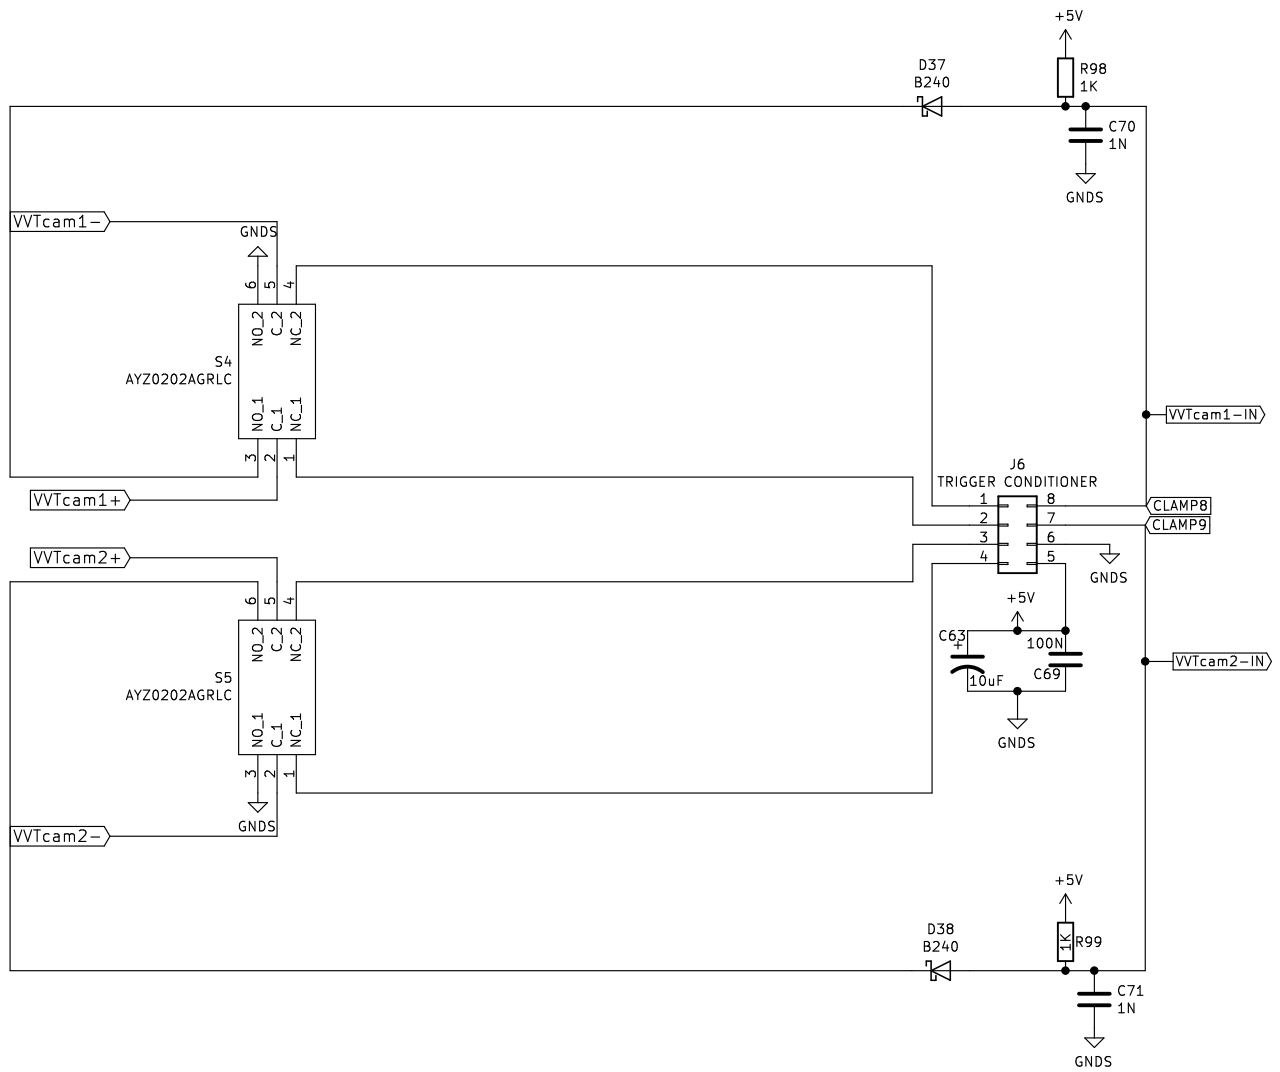 +5V
D37
B240
R98
1K
C70
1N
GNDS
VVTcam1-
GNDS
6
5
4
NO_2
C_2
NC_2
S4
AYZ0202AGRLC
NO_1
C_1
NC_1
3
2
1
VVTcam1+
VVTcam1-IN
J6
TRIGGER CONDITIONER
1
8
CLAMP8
2
7
CLAMP9
3
6
4
5
GNDS
VVTcam2+
6
5
4
NO_2
C_2
NC_2
S5
AYZ0202AGRLC
NO_1
C_1
NC_1
3
2
1
GNDS
VVTcam2-
+5V
C63
+
100N
10uF
C69
GNDS
VVTcam2-IN
+5V
D38
B240
1K
R99
C71
1N
GNDS